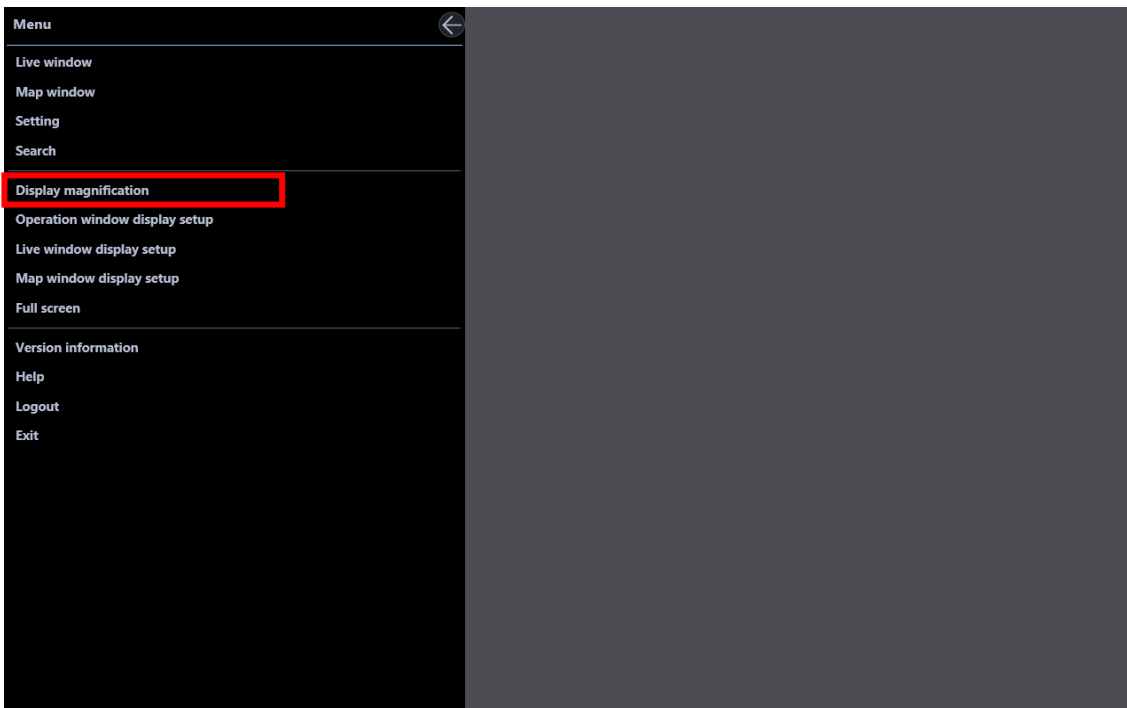 Menu
Live window
Map window
Setting
Search
Display magnification
Operation window display setup
Live window display setup
Map window display setup
Full screen
Version information
Help
Logout
Exit